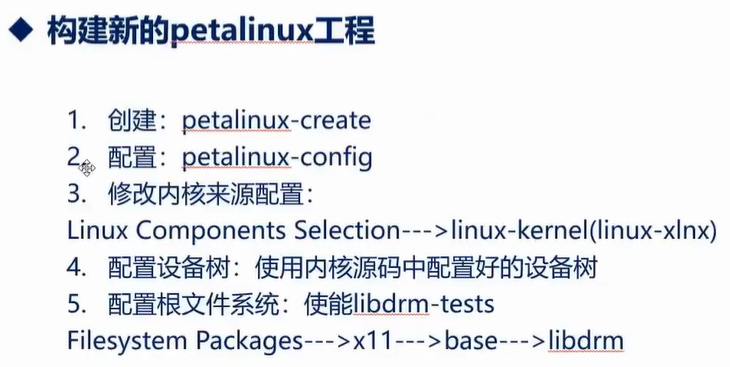 ◆ 构建新的petalinux工程
1. 创建：petalinux-create
2. 配置：petalinux-config
3. 修改内核来源配置：
Linux Components Selection--->linux-kernel(linux-xlnx)
4. 配置设备树：使用内核源码中配置好的设备树
5. 配置根文件系统：使能libdrm-tests
Filesystem Packages--->x11--->base--->libdrm